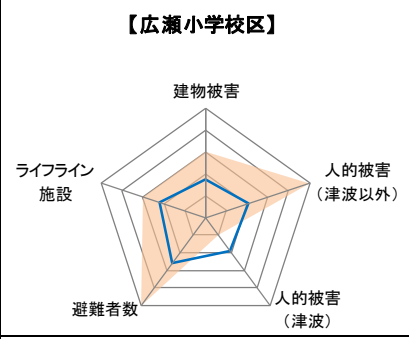 【広瀬小学校区】
建物被害
ライフライン
施設
人的被害
（津波以外）
避難者数
人的被害
（津波）